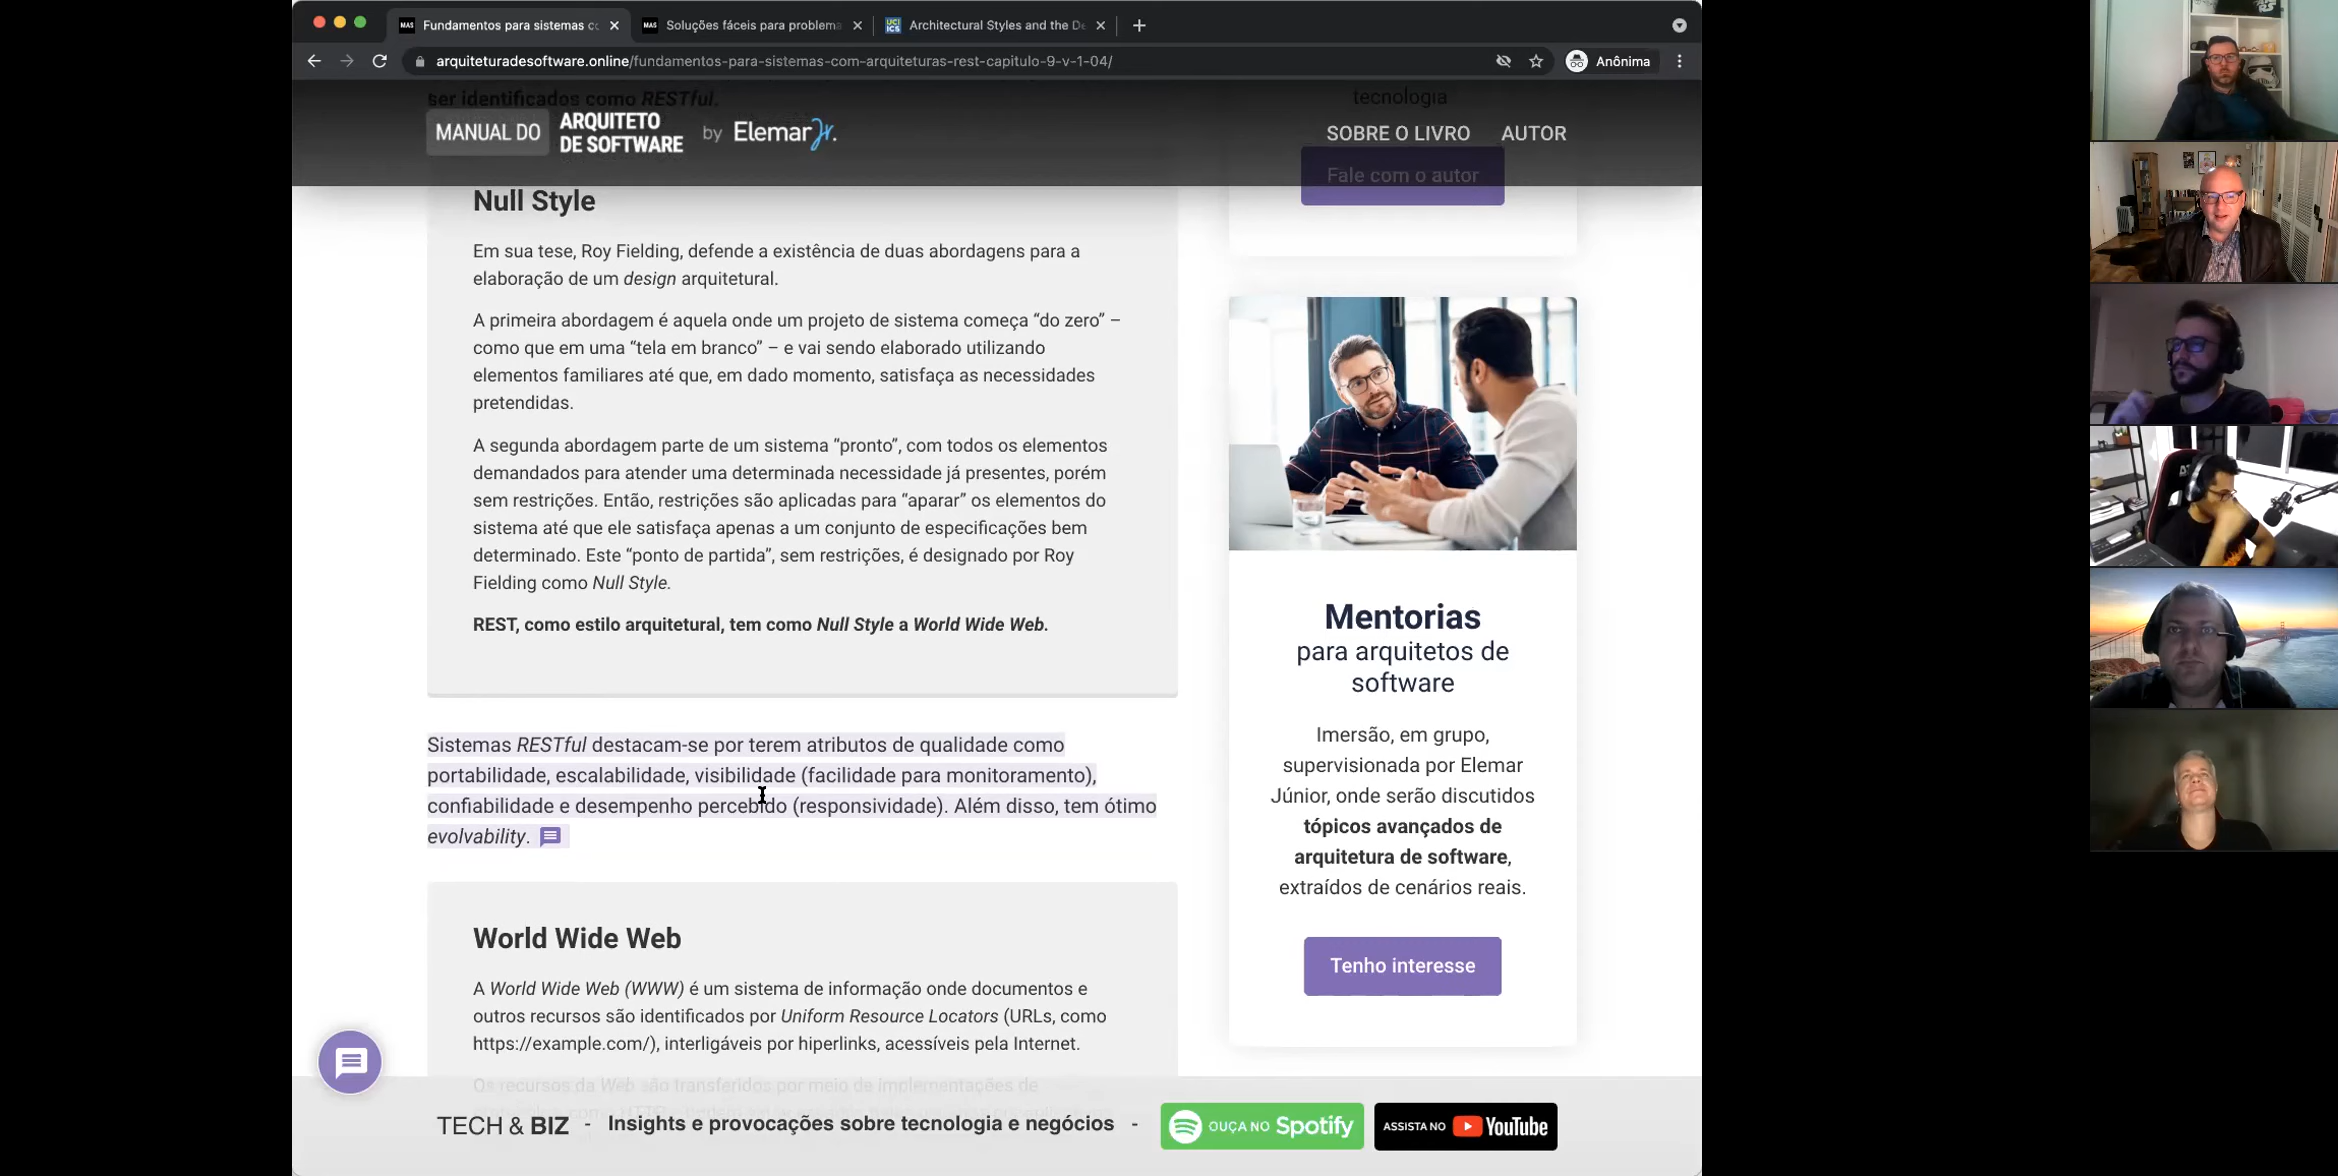 Fundamentos para sistemas co
Soluções fáceis para problema
Architectural Styles and the De
arquiteturadesoftware.online/fundamentos-para-sistemas-com-arquiteturas-rest-capitulo-9-v-1-04/
Anônima
ser identificados como RESTful.
MANUAL DO ARQUITETO DE SOFTWARE by Elemar Jr.
tecnologia
SOBRE O LIVRO AUTOR
Fale com o autor
Null Style
Em sua tese, Roy Fielding, defende a existência de duas abordagens para a
elaboração de um design arquitetural.
A primeira abordagem é aquela onde um projeto de sistema começa “do zero” –
como que em uma “tela em branco” – e vai sendo elaborado utilizando
elementos familiares até que, em dado momento, satisfaça as necessidades
pretendidas.
A segunda abordagem parte de um sistema “pronto”, com todos os elementos
demandados para atender uma determinada necessidade já presentes, porém
sem restrições. Então, restrições são aplicadas para “aparar” os elementos do
sistema até que ele satisfaça apenas a um conjunto de especificações bem
determinado. Este “ponto de partida”, sem restrições, é designado por Roy
Fielding como Null Style.
REST, como estilo arquitetural, tem como Null Style a World Wide Web.
Sistemas RESTful destacam-se por terem atributos de qualidade como
portabilidade, escalabilidade, visibilidade (facilidade para monitoramento),
confiabilidade e desempenho percebido (responsividade). Além disso, tem ótimo
evolvability.
World Wide Web
A World Wide Web (WWW) é um sistema de informação onde documentos e
outros recursos são identificados por Uniform Resource Locators (URLs, como
https://example.com/), interligáveis por hiperlinks, acessíveis pela Internet.
Os recursos da Web são transferidos por meio de implementações de
Mentorias
para arquitetos de
software
Imersão, em grupo,
supervisionada por Elemar
Júnior, onde serão discutidos
tópicos avançados de
arquitetura de software,
extraídos de cenários reais.
Tenho interesse
TECH & BIZ - Insights e provocações sobre tecnologia e negócios -
OUÇA NO Spotify
ASSISTA NO YouTube